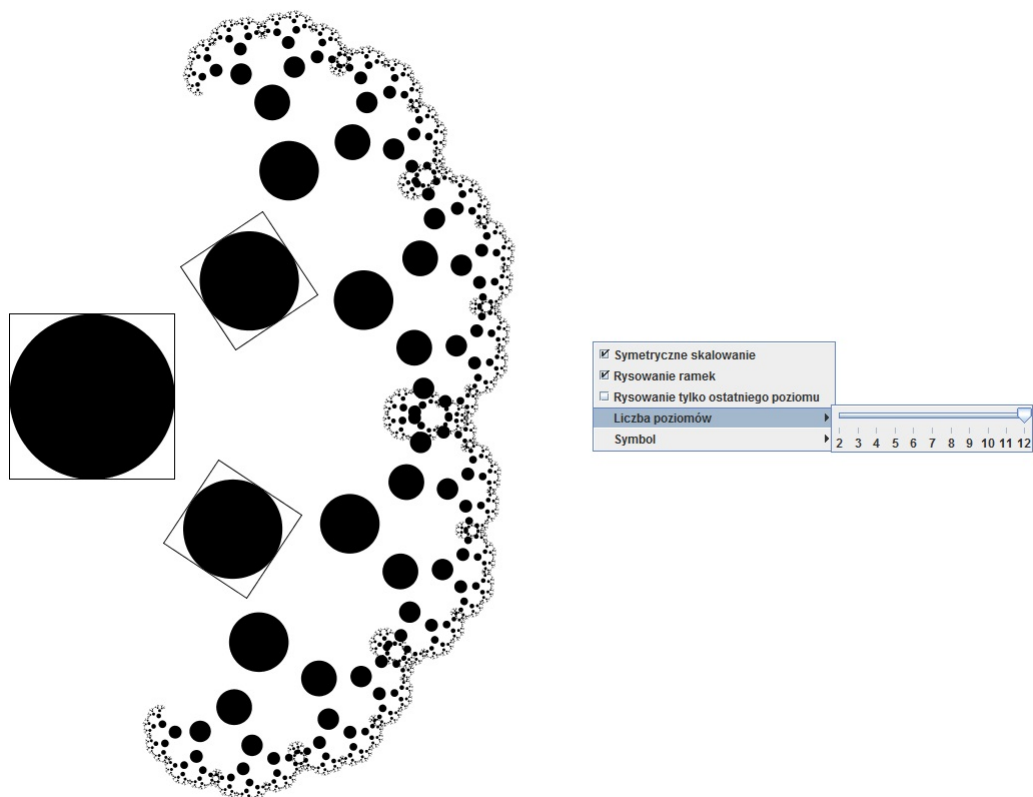 Symetryczne skalowanie
Rysowanie ramek
Rysowanie tylko ostatniego poziomu
Liczba poziomów
2 3 4 5 6 7 8 9 10 11 12
Symbol